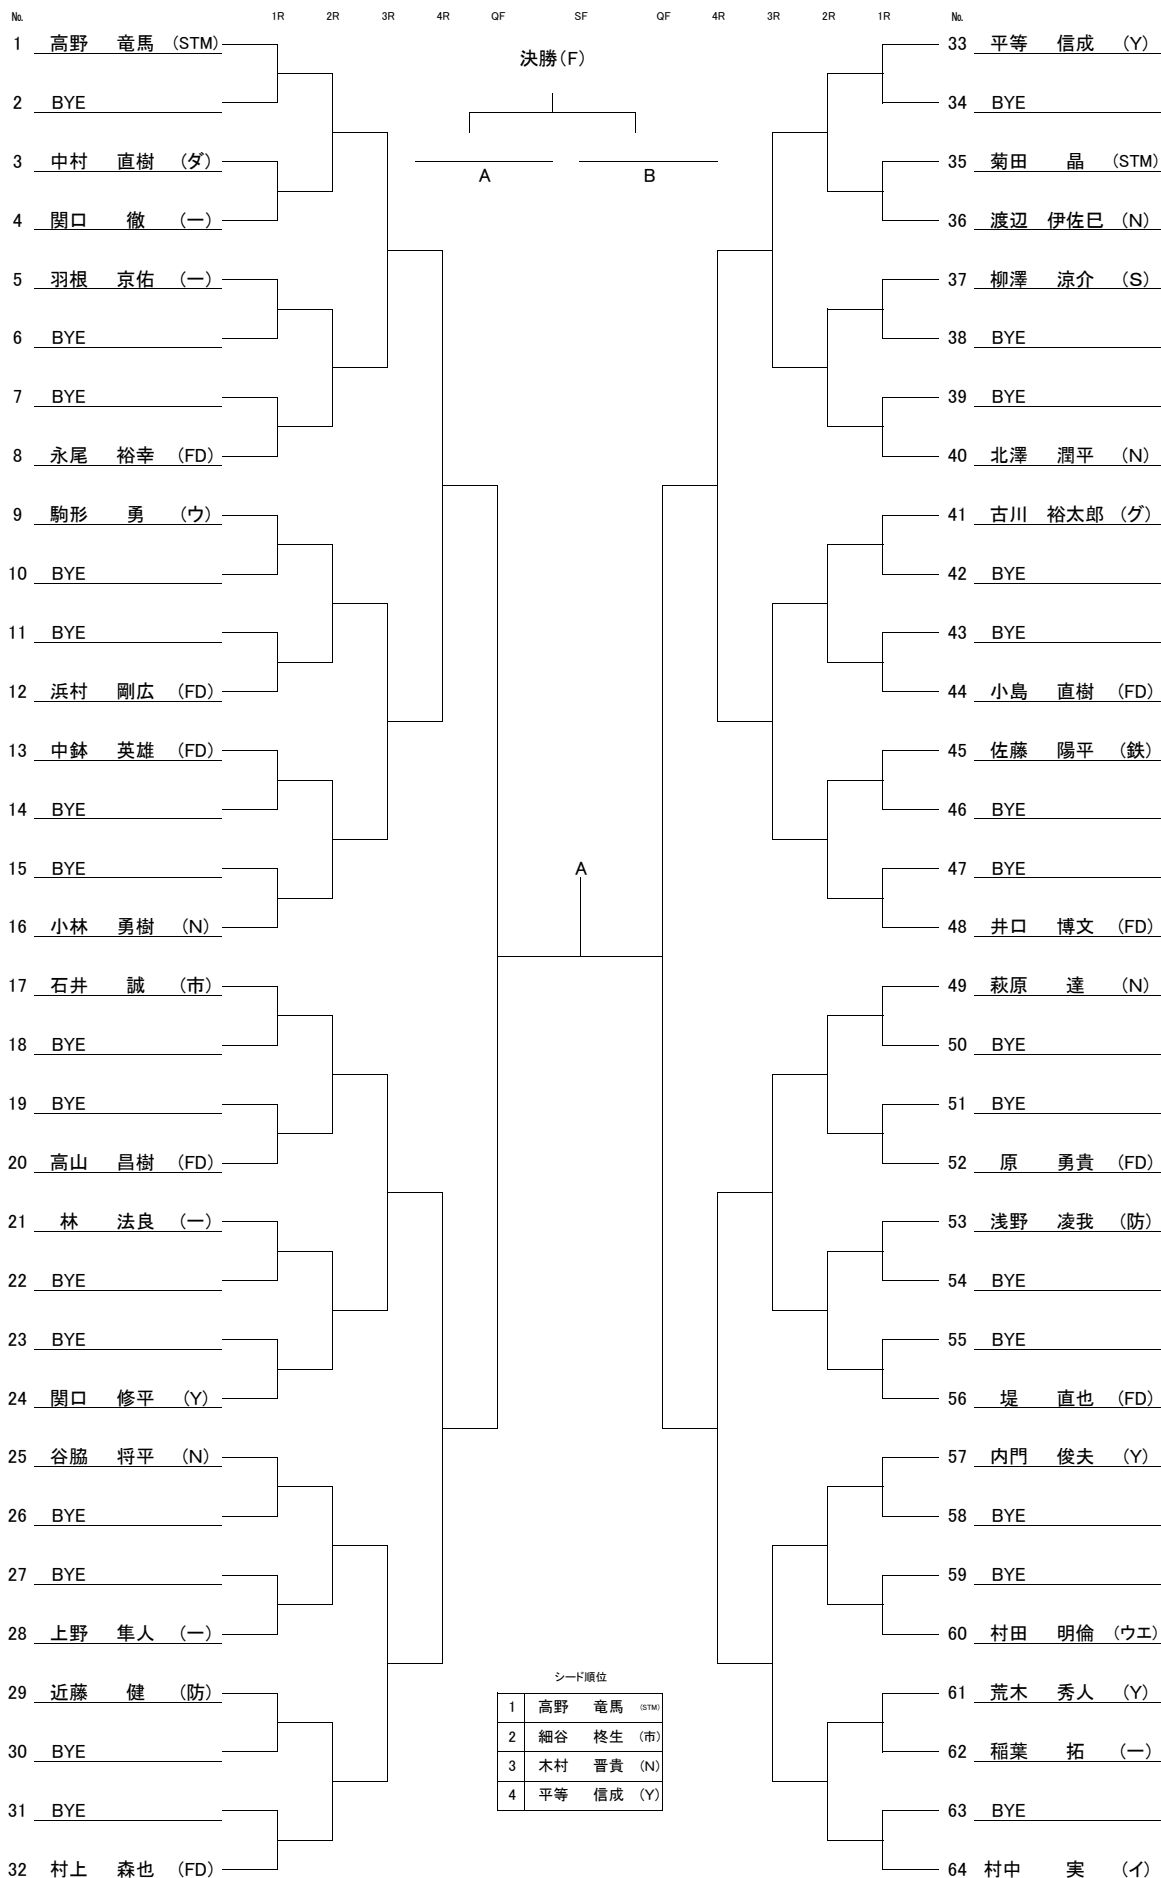 № 1R 2R 3R 4R QF SF QF 4R 3R 2R 1R №
決勝(F)
A B
1 高野 竜馬 (STM)
2 BYE
3 中村 直樹 (ダ)
4 関口 徹 (一)
5 羽根 京佑 (一)
6 BYE
7 BYE
8 永尾 裕幸 (FD)
9 駒形 勇 (ウ)
10 BYE
11 BYE
12 浜村 剛広 (FD)
13 中鉢 英雄 (FD)
14 BYE
15 BYE
16 小林 勇樹 (N)
17 石井 誠 (市)
18 BYE
19 BYE
20 高山 昌樹 (FD)
21 林 法良 (一)
22 BYE
23 BYE
24 関口 修平 (Y)
25 谷脇 将平 (N)
26 BYE
27 BYE
28 上野 隼人 (一)
29 近藤 健 (防)
30 BYE
31 BYE
32 村上 森也 (FD)
A
シード順位
1 高野 竜馬 (STM)
2 細谷 柊生 (市)
3 木村 晋貴 (N)
4 平等 信成 (Y)
33 平等 信成 (Y)
34 BYE
35 菊田 晶 (STM)
36 渡辺 伊佐巳 (N)
37 柳澤 涼介 (S)
38 BYE
39 BYE
40 北澤 潤平 (N)
41 古川 裕太郎 (グ)
42 BYE
43 BYE
44 小島 直樹 (FD)
45 佐藤 陽平 (鉄)
46 BYE
47 BYE
48 井口 博文 (FD)
49 萩原 達 (N)
50 BYE
51 BYE
52 原 勇貴 (FD)
53 浅野 凌我 (防)
54 BYE
55 BYE
56 堤 直也 (FD)
57 内門 俊夫 (Y)
58 BYE
59 BYE
60 村田 明倫 (ウエ)
61 荒木 秀人 (Y)
62 稲葉 拓 (一)
63 BYE
64 村中 実 (イ)